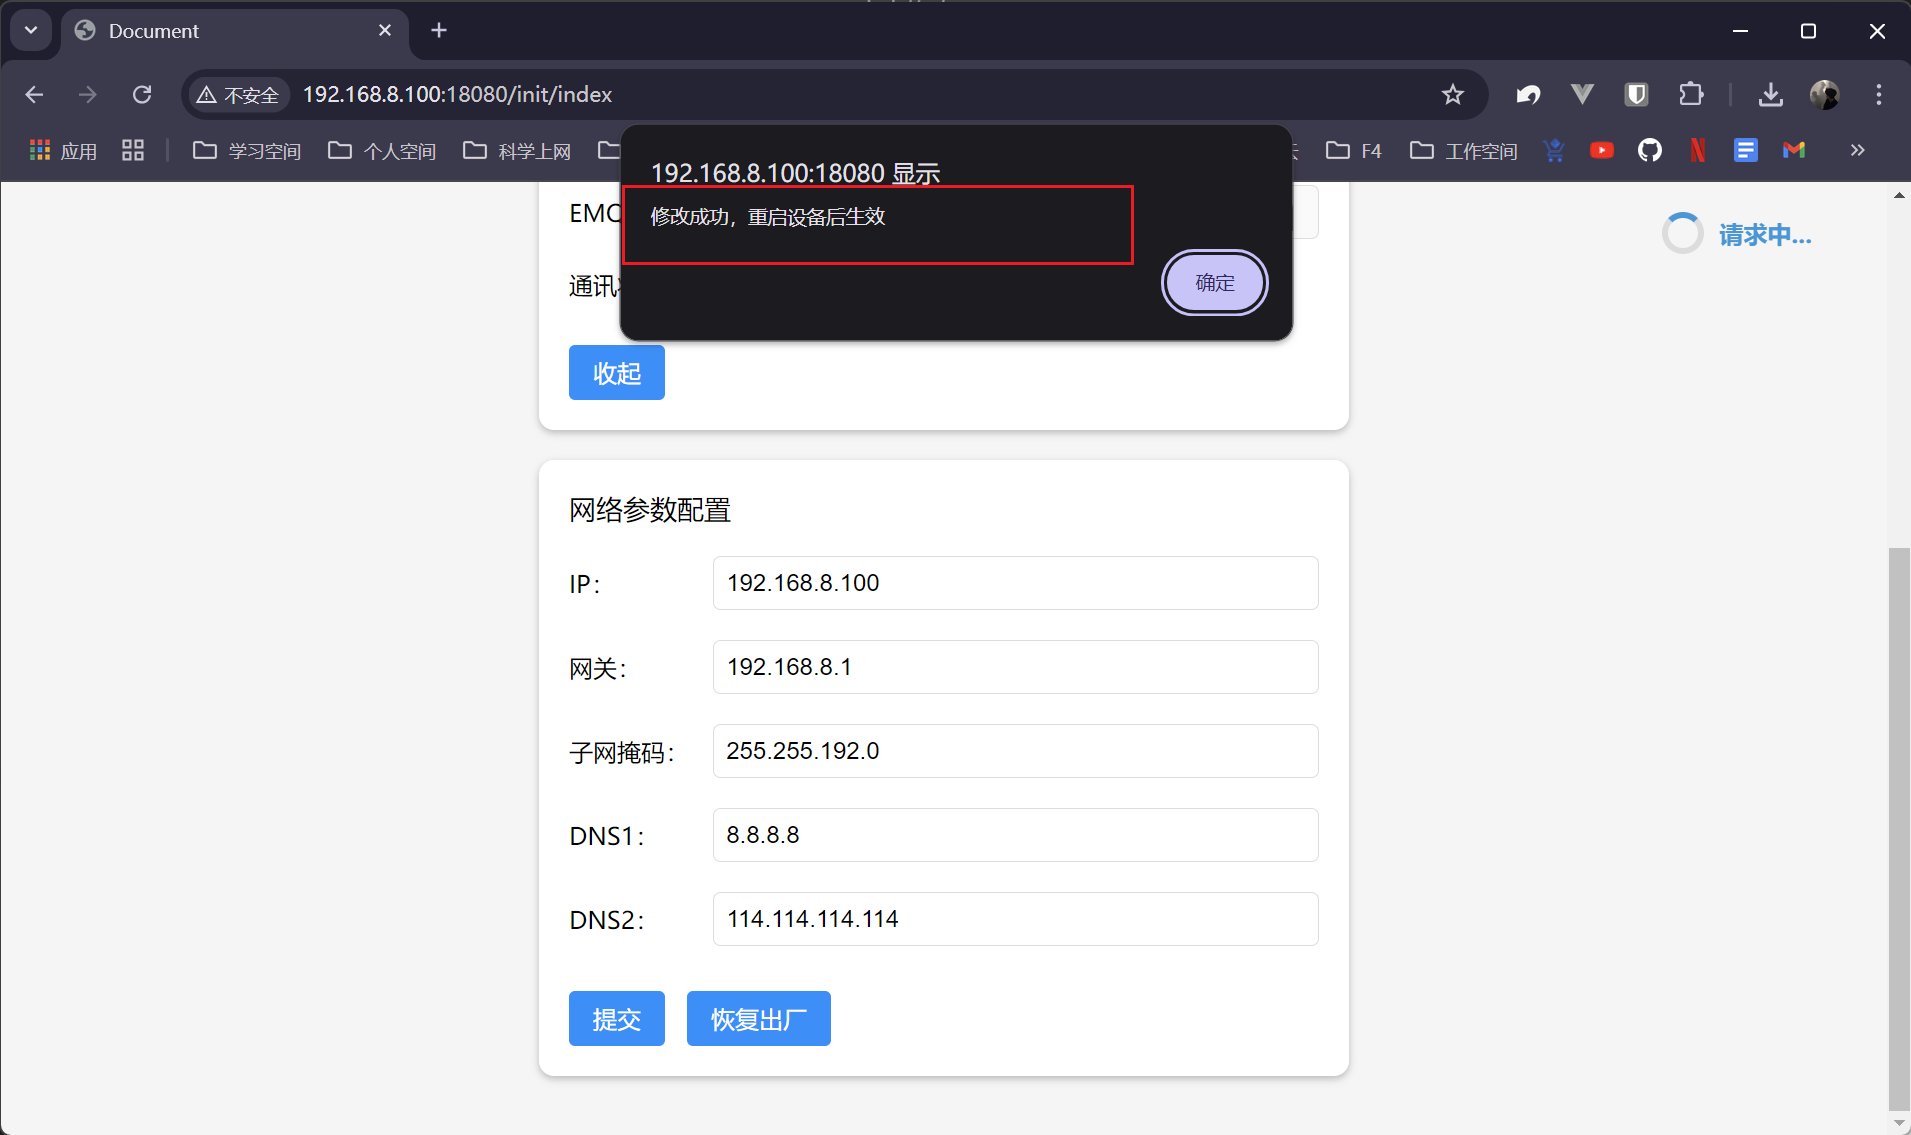 Document
不安全
192.168.8.100:18080/init/index
应用
学习空间
个人空间
科学上网
F4
工作空间
192.168.8.100:18080 显示
修改成功，重启设备后生效
确定
请求中...
EMQ
通讯
收起
网络参数配置
IP：
192.168.8.100
网关：
192.168.8.1
子网掩码：
255.255.192.0
DNS1：
8.8.8.8
DNS2：
114.114.114.114
提交
恢复出厂